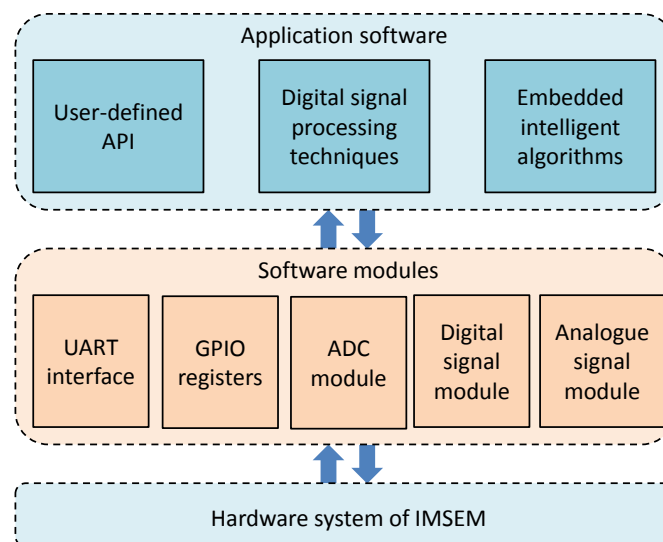 Application software
User-defined
API
Digital signal
processing
techniques
Embedded
intelligent
algorithms
Software modules
UART
interface
GPIO
registers
ADC
module
Digital
signal
module
Analogue
signal
module
Hardware system of IMSEM